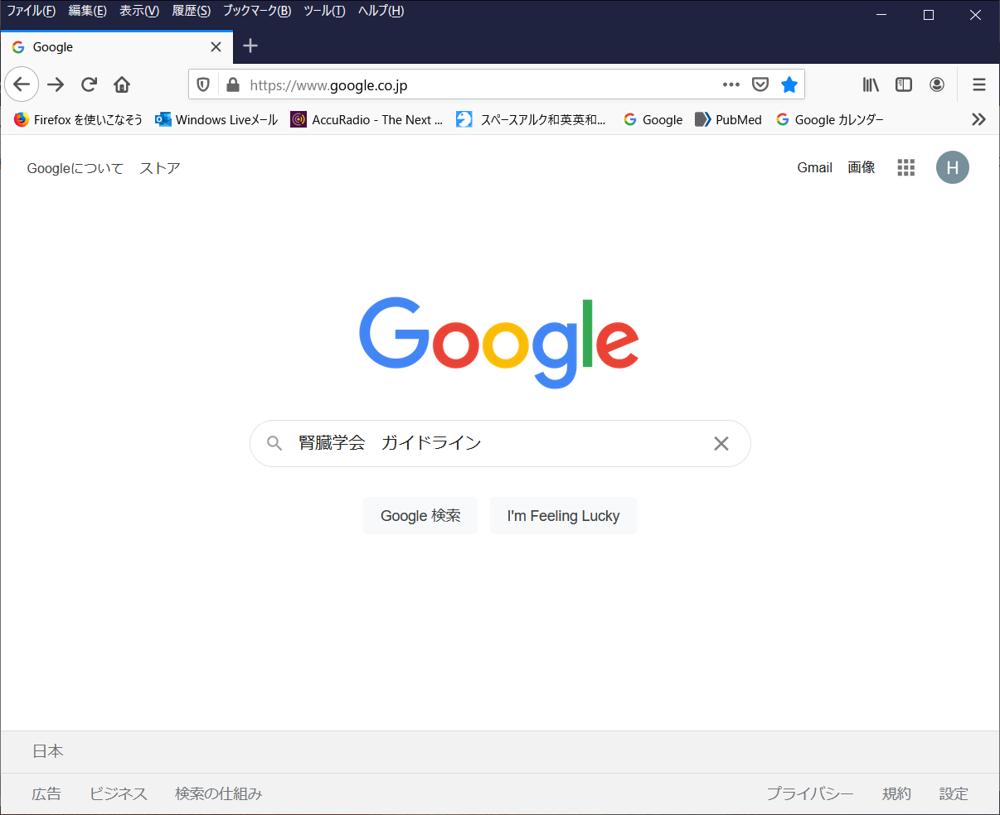 ファイル(F) 編集(E) 表示(V) 履歴(S) ブックマーク(B) ツール(T) ヘルプ(H)
Google
https://www.google.co.jp
Firefox を使いこなそう Windows Liveメール AccuRadio - The Next ... スペースアルク和英英和... Google PubMed Google カレンダー
Googleについて ストア Gmail 画像 H
Google
腎臓学会　ガイドライン
Google 検索 I'm Feeling Lucky
日本
広告 ビジネス 検索の仕組み プライバシー 規約 設定